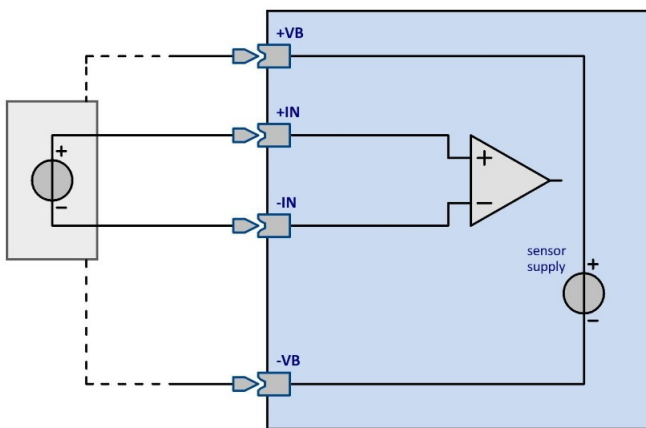 +VB
+IN
+
-
+
-
-IN
sensor
supply
+
-
-VB